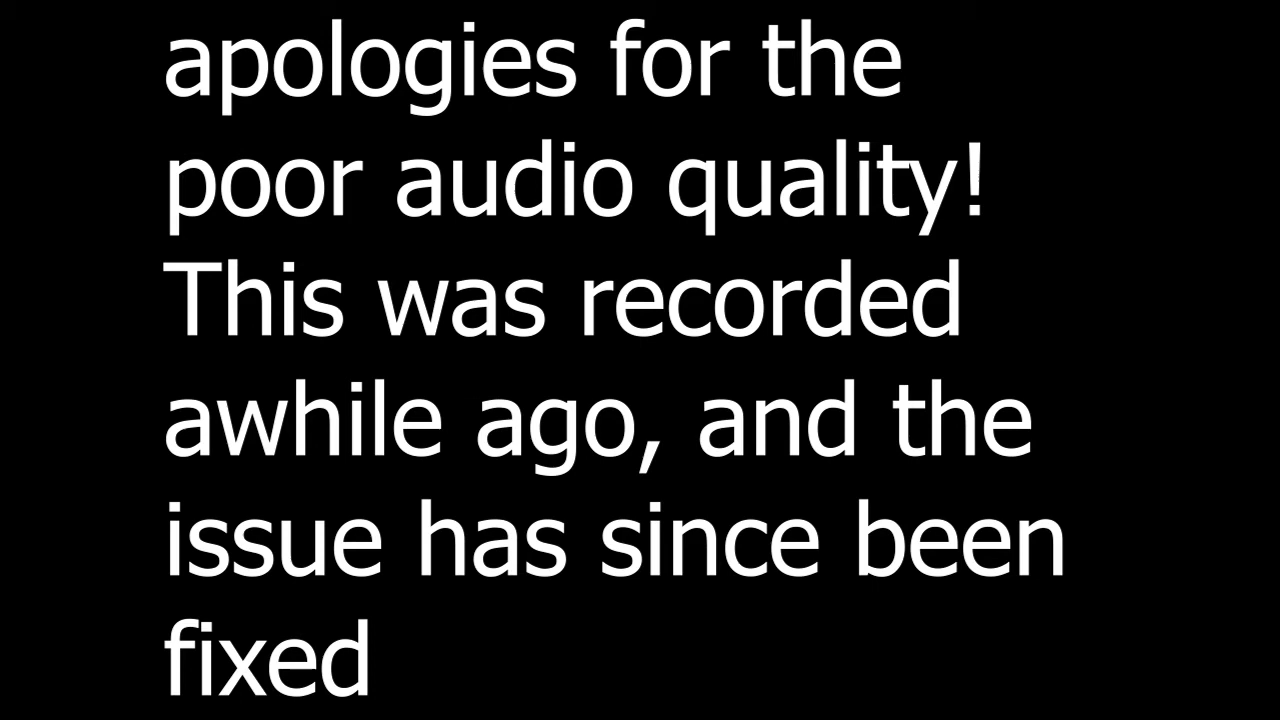 apologies for the
poor audio quality!
This was recorded
awhile ago, and the
issue has since been
fixed